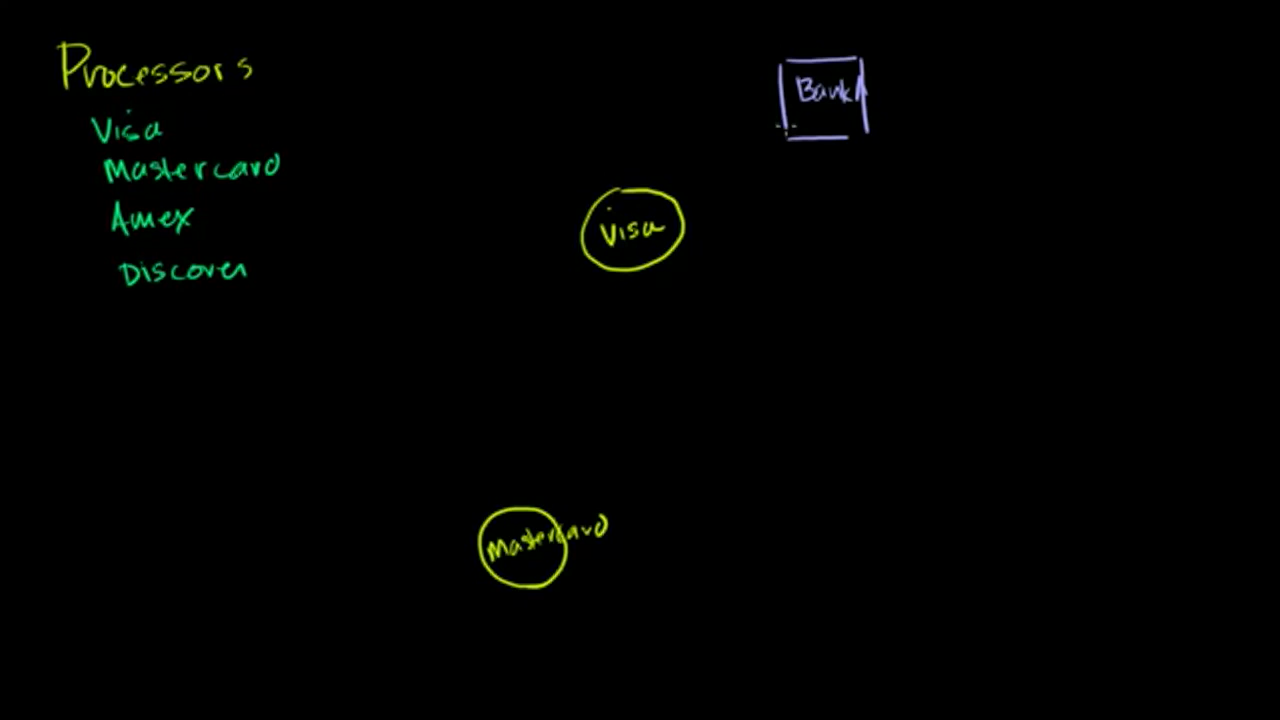 Processors
Visa
Mastercard
Amex
Discover
Bank
Visa
Mastercard